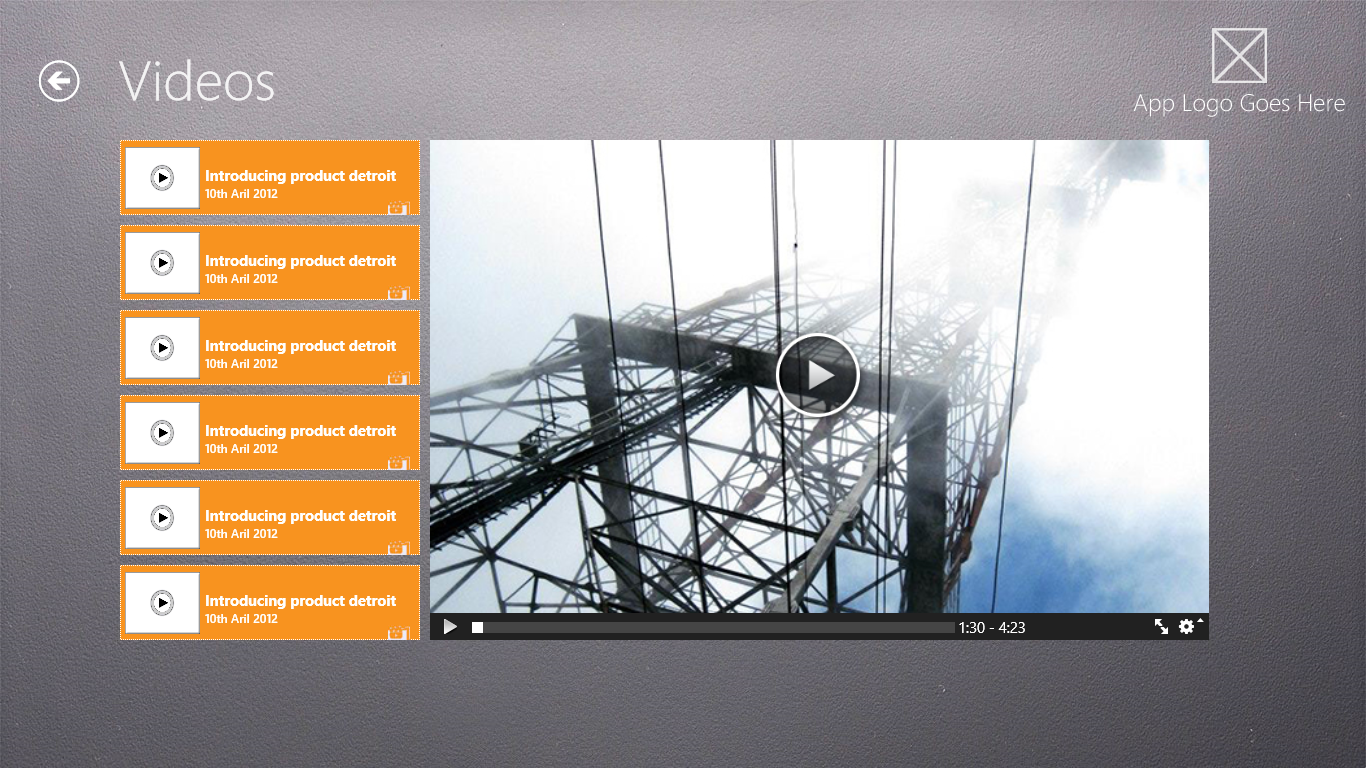 Videos
App Logo Goes Here
Introducing product detroit
10th Aril 2012
Introducing product detroit
10th Aril 2012
Introducing product detroit
10th Aril 2012
Introducing product detroit
10th Aril 2012
Introducing product detroit
10th Aril 2012
Introducing product detroit
10th Aril 2012
1:30 - 4:23